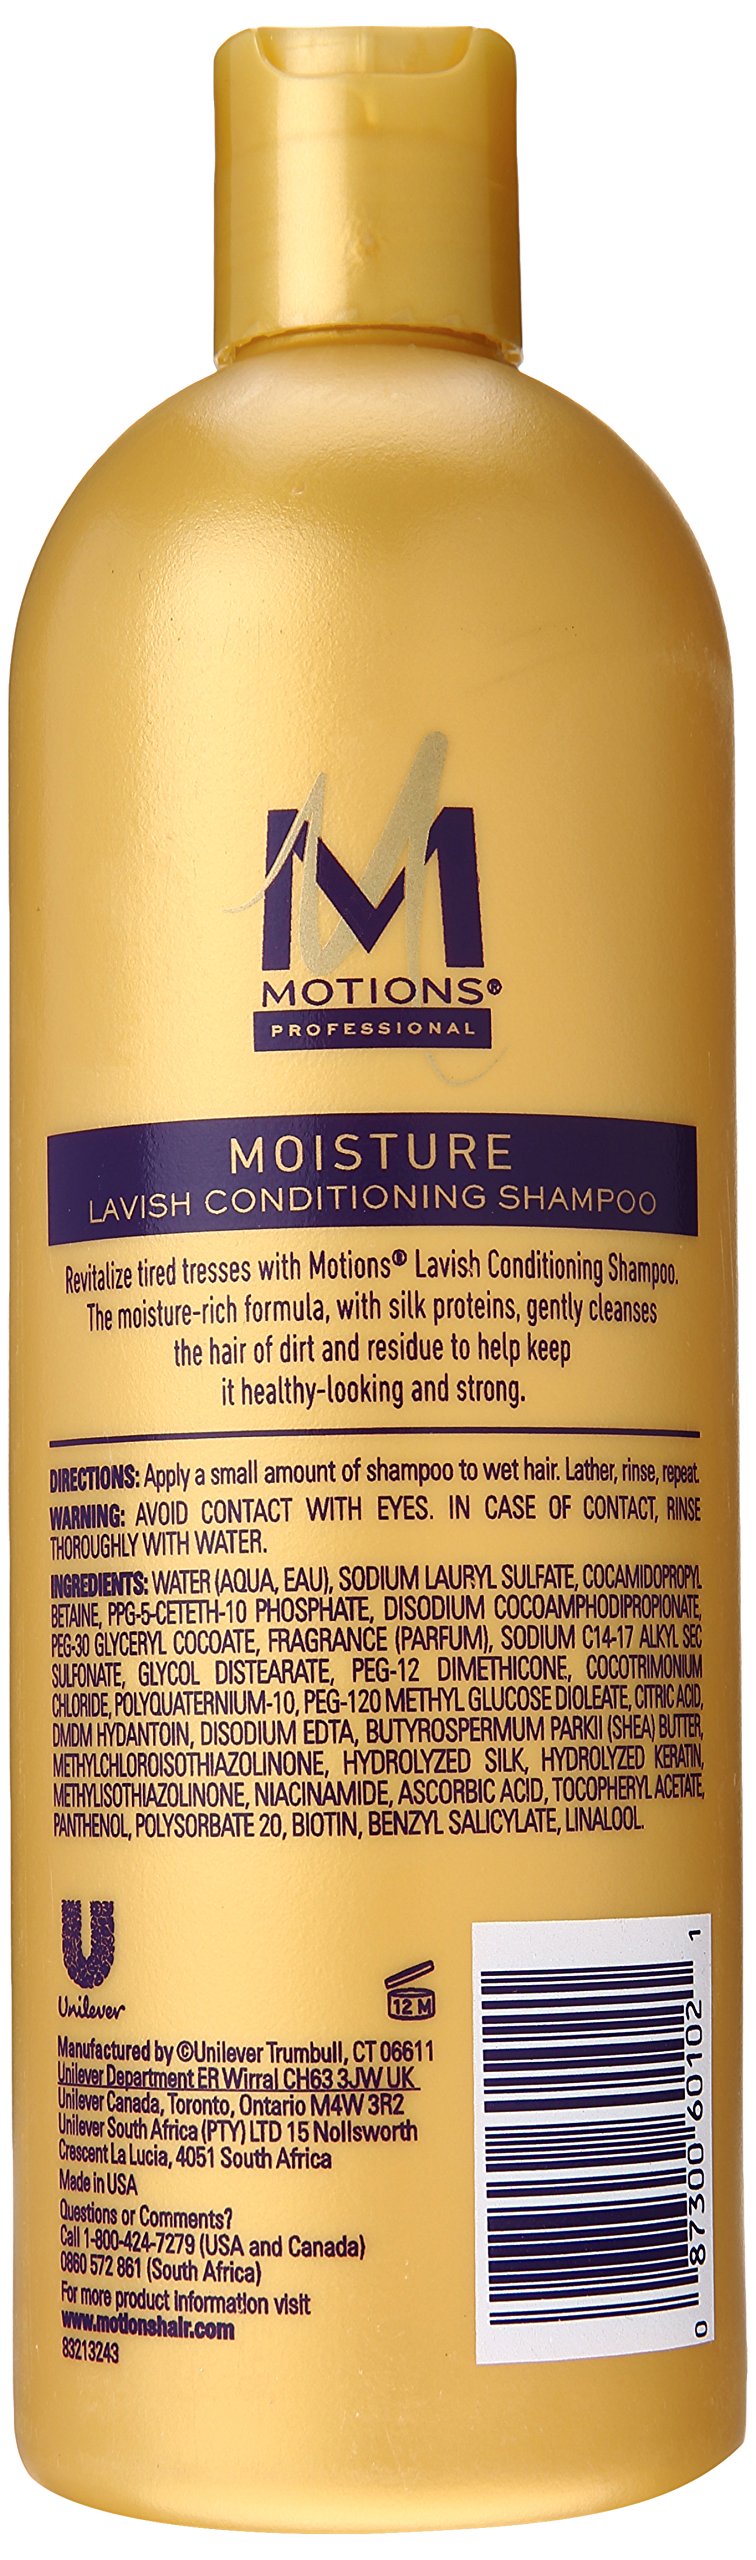 M
MOTIONS®
PROFESSIONAL
MOISTURE
LAVISH CONDITIONING SHAMPOO
Revitalize tired tresses with Motions® Lavish Conditioning Shampoo.
The moisture-rich formula, with silk proteins, gently cleanses
the hair of dirt and residue to help keep
it healthy-looking and strong.
DIRECTIONS: Apply a small amount of shampoo to wet hair. Lather, rinse, repeat.
WARNING: AVOID CONTACT WITH EYES. IN CASE OF CONTACT, RINSE
THOROUGHLY WITH WATER.
INGREDIENTS: WATER (AQUA, EAU), SODIUM LAURYL SULFATE, COCAMIDOPROPYL
BETAINE, PPG-5-CETETH-10 PHOSPHATE, DISODIUM COCOAMPHODIPROPIONATE,
PEG-30 GLYCERYL COCOATE, FRAGRANCE (PARFUM), SODIUM C14-17 ALKYL SEC
SULFONATE, GLYCOL DISTEARATE, PEG-12 DIMETHICONE, COCOTRIMONIUM
CHLORIDE, POLYQUATERNIUM-10, PEG-120 METHYL GLUCOSE DIOLEATE, CITRIC ACID,
DMDM HYDANTOIN, DISODIUM EDTA, BUTYROSPERMUM PARKII (SHEA) BUTTER,
METHYLCHLOROISOTHIAZOLINONE, HYDROLYZED SILK, HYDROLYZED KERATIN,
METHYLISOTHIAZOLINONE, NIACINAMIDE, ASCORBIC ACID, TOCOPHERYL ACETATE,
PANTHENOL, POLYSORBATE 20, BIOTIN, BENZYL SALICYLATE, LINALOOL.
Unilever
12 M
Manufactured by ©Unilever Trumbull, CT 06611
Unilever Department ER Wirral CH63 3JW UK
Unilever Canada, Toronto, Ontario M4W 3R2
Unilever South Africa (PTY) LTD 15 Nollsworth
Crescent La Lucia, 4051 South Africa
Made in USA
Questions or Comments?
Call 1-800-424-7279 (USA and Canada)
0860 572 861 (South Africa)
For more product information visit
www.motionshair.com
83213243
0 87300 60102 1